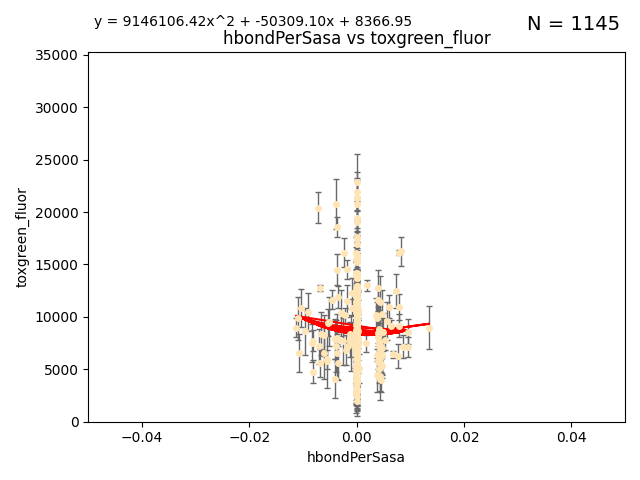 y = 9146106.42x^2 + -50309.10x + 8366.95
N = 1145
hbondPerSasa vs toxgreen_fluor
35000
30000
25000
20000
15000
10000
5000
0
toxgreen_fluor
−0.04
−0.02
0.00
0.02
0.04
hbondPerSasa